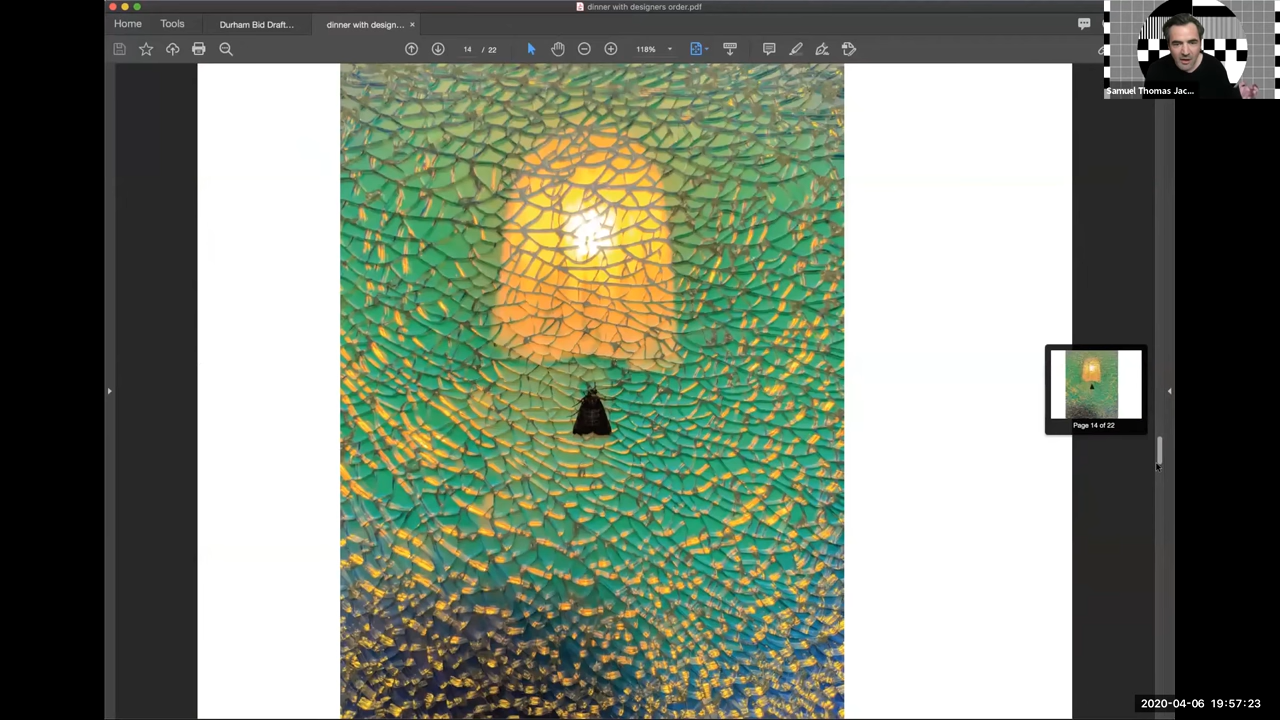 dinner with designers order.pdf
Home Tools Durham Bid Draft... dinner with design... ×
14 / 22 118%
Samuel Thomas Jac...
Page 14 of 22
2020-04-06 19:57:23